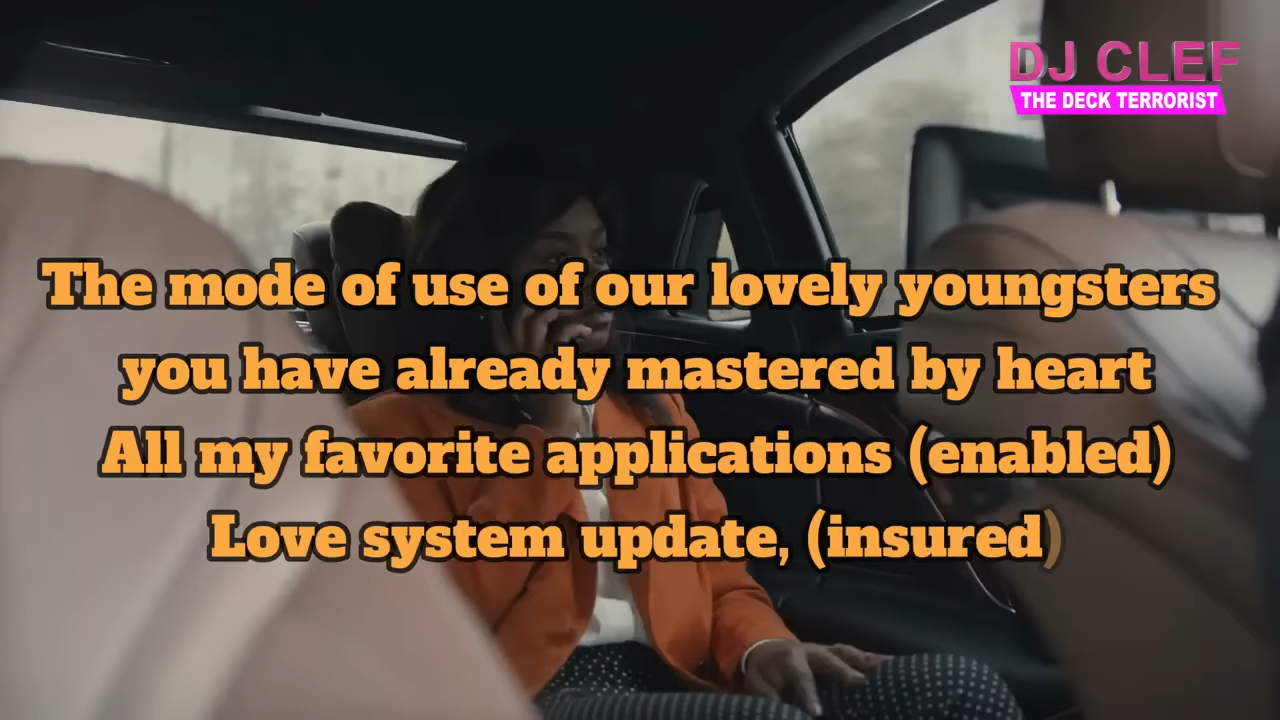 DJ CLEF
THE DECK TERRORIST
The mode of use of our lovely youngsters
you have already mastered by heart
All my favorite applications (enabled)
Love system update, (insured)